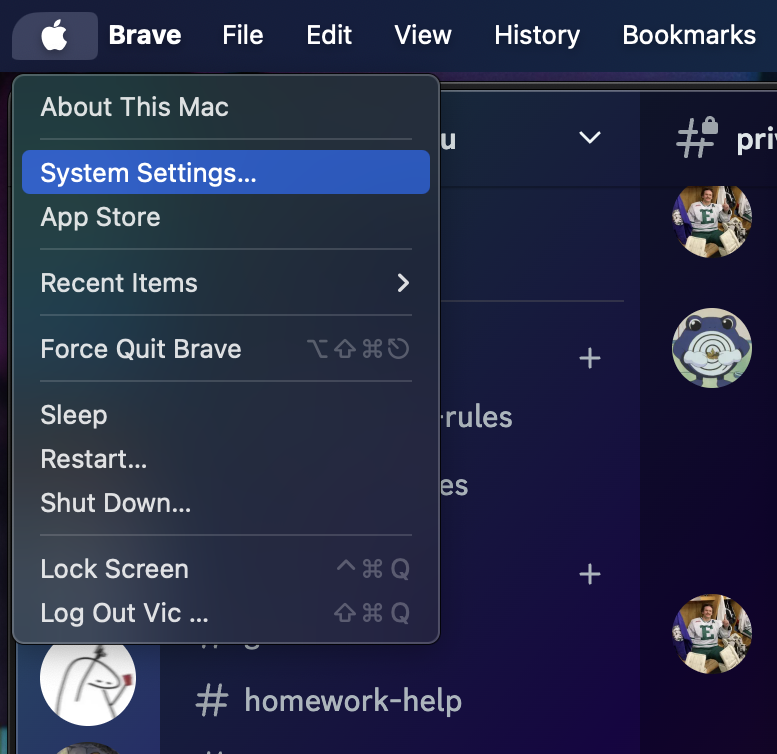 Brave File Edit View History Bookmarks
About This Mac
System Settings...
App Store
Recent Items
Force Quit Brave ⌥⇧⌘⎋
Sleep
Restart...
Shut Down...
Lock Screen ^⌘Q
Log Out Vic ... ⇧⌘Q
u
# pri
E
+
-rules
es
+
E
# homework-help